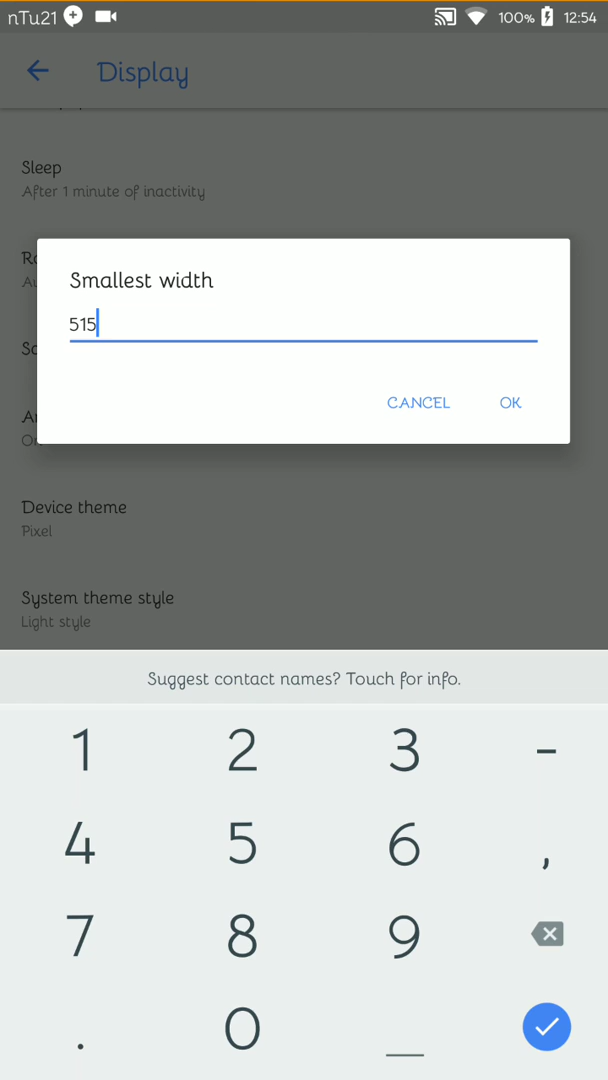 nTu21 100% 12:54
Display
Sleep
After 1 minute of inactivity
Smallest width
515
CANCEL OK
Device theme
Pixel
System theme style
Light style
Suggest contact names? Touch for info.
1 2 3 -
4 5 6 ,
7 8 9
. 0 _